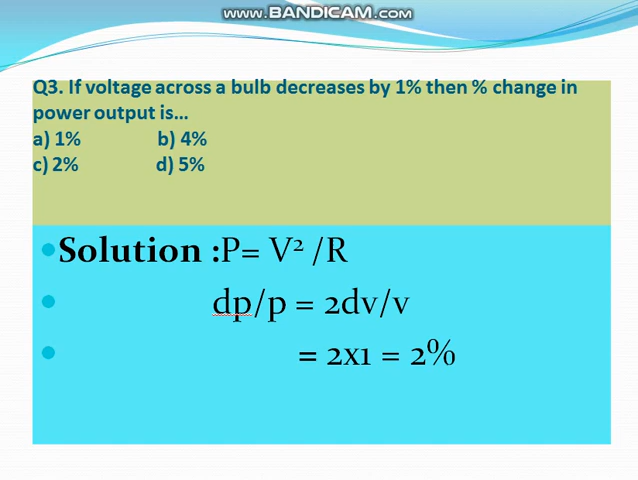 www.BANDICAM.com
Q3. If voltage across a bulb decreases by 1% then % change in
power output is...
a) 1% b) 4%
c) 2% d) 5%
Solution :P= V² /R
dp/p = 2dv/v
= 2x1 = 2%